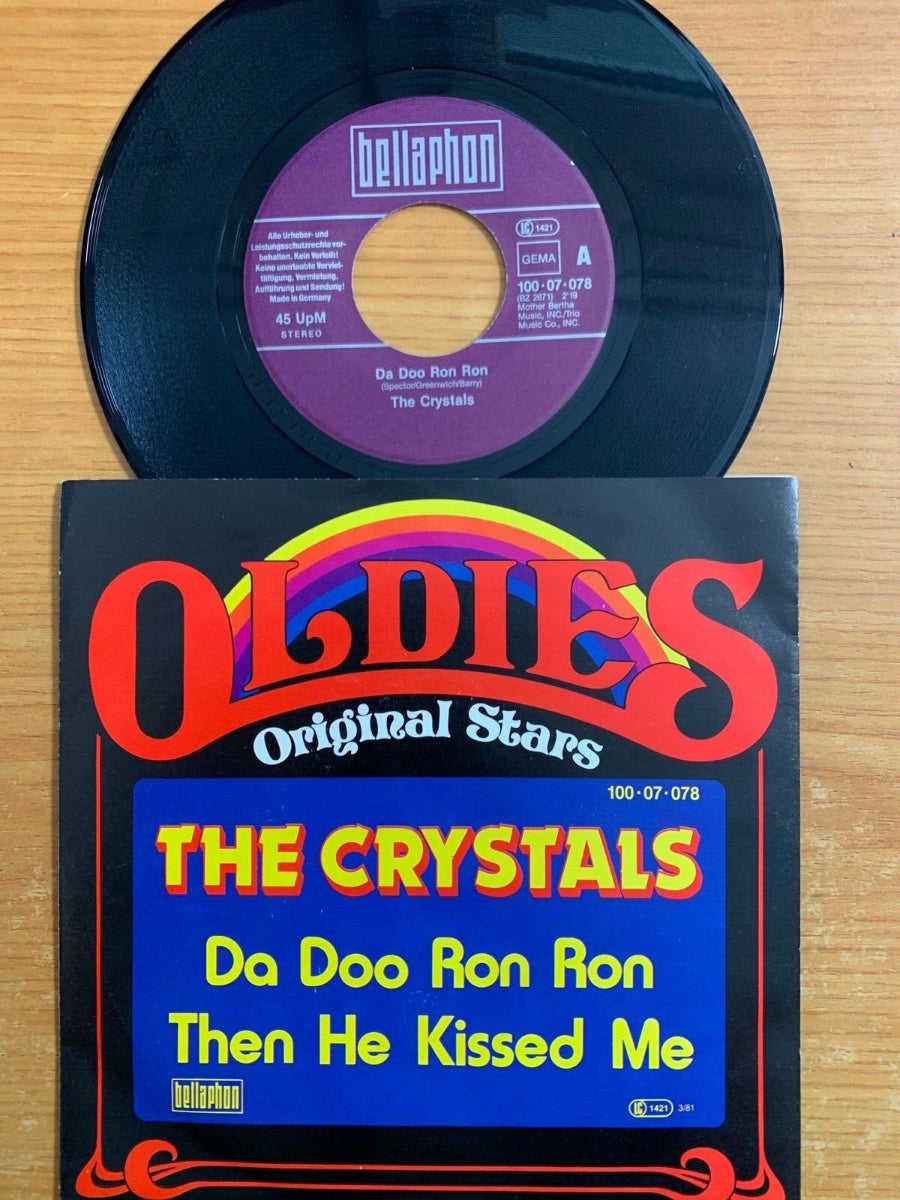 bellaphon
Alle Urheber- und
Leistungsschutzrechte vor-
behalten. Kein Verleih!
Keine unerlaubte Verviel-
fältigung, Vermietung,
Aufführung und Sendung!
Made in Germany
45 UpM
STEREO
LC 1421
GEMA A
100·07·078
(BZ 2871) 2'19
Mother Bertha
Music, INC./Trio
Music Co., INC.
Da Doo Ron Ron
(Spector/Greenwich/Barry)
The Crystals
OLDIES
Original Stars
100·07·078
THE CRYSTALS
Da Doo Ron Ron
Then He Kissed Me
bellaphon
LC 1421 3/81